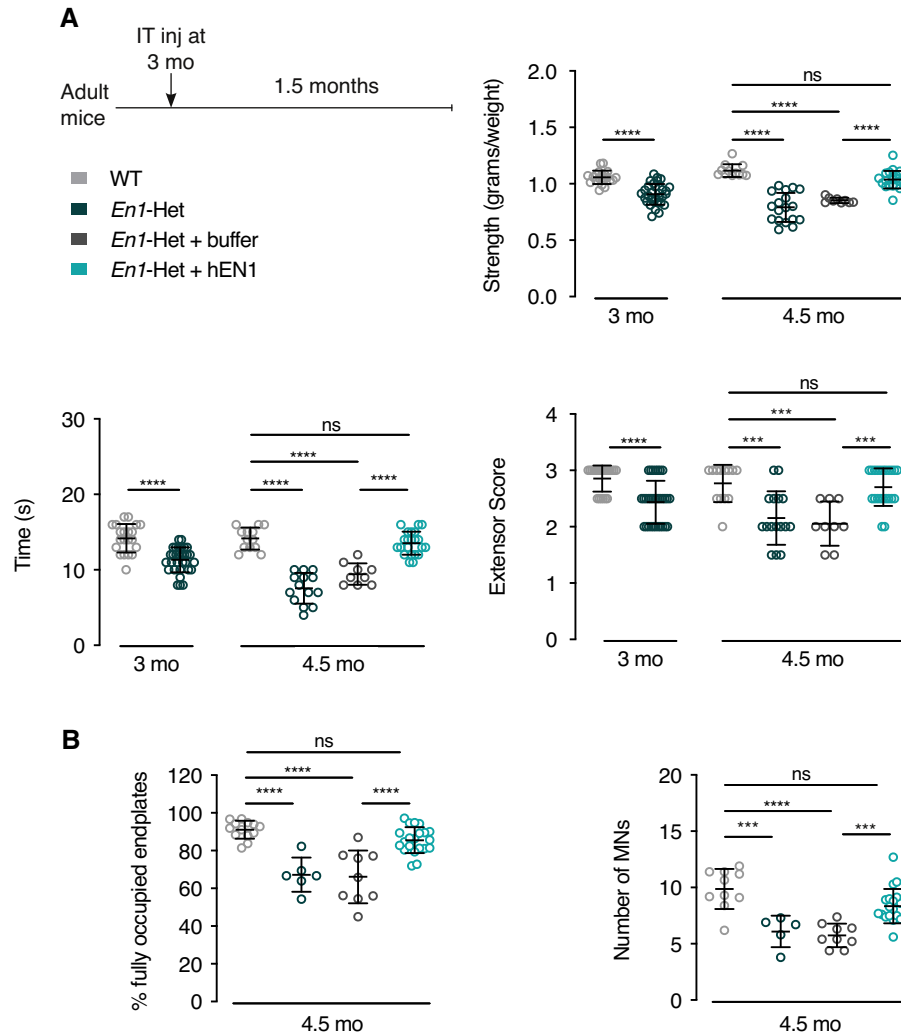 A
IT inj at
3 mo
1.5 months
Adult
mice
WT
En1-Het
En1-Het + buffer
En1-Het + hEN1
Strength (grams/weight)
2.0
1.5
1.0
0.5
0.0
ns
****
**** **** ****
3 mo 4.5 mo
Time (s)
30
20
10
0
ns
****
**** **** ****
3 mo 4.5 mo
Extensor Score
4
3
2
1
0
ns
***
**** *** ***
3 mo 4.5 mo
B
% fully occupied endplates
120
100
80
60
40
20
0
ns
****
**** ****
4.5 mo
Number of MNs
20
15
10
5
0
ns
****
*** ***
4.5 mo